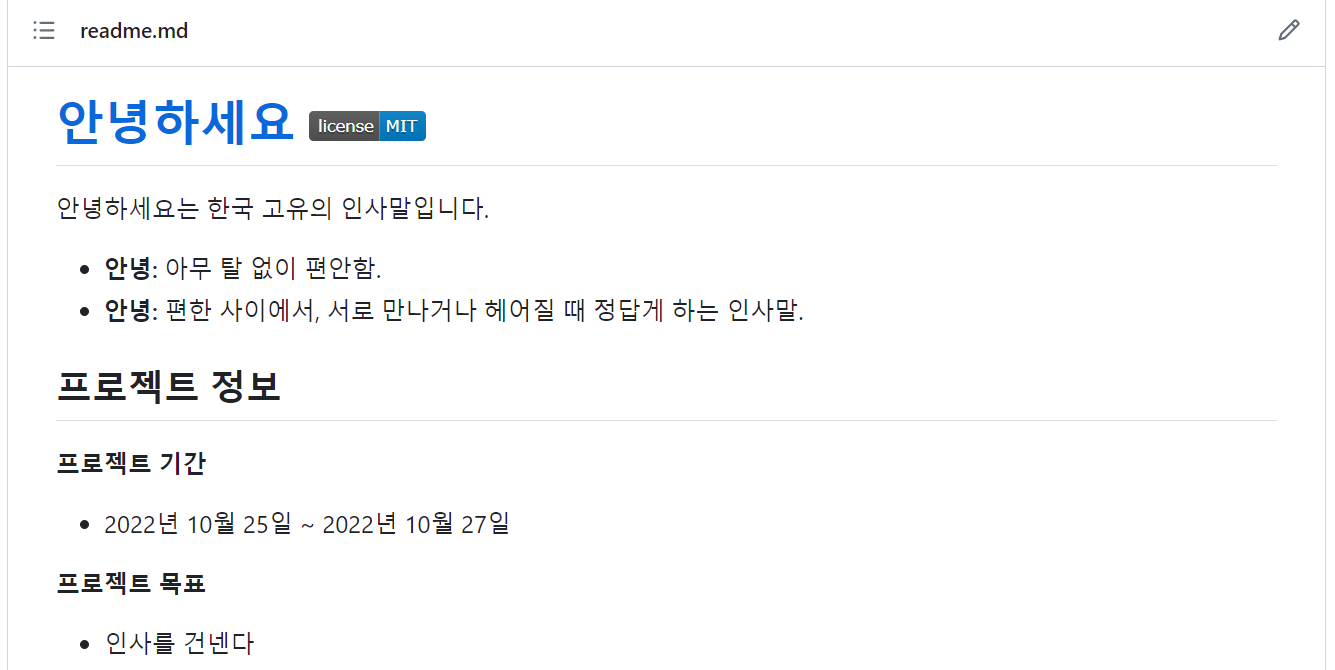 readme.md
안녕하세요 license MIT
안녕하세요는 한국 고유의 인사말입니다.
안녕: 아무 탈 없이 편안함.
안녕: 편한 사이에서, 서로 만나거나 헤어질 때 정답게 하는 인사말.
프로젝트 정보
프로젝트 기간
2022년 10월 25일 ~ 2022년 10월 27일
프로젝트 목표
인사를 건넨다